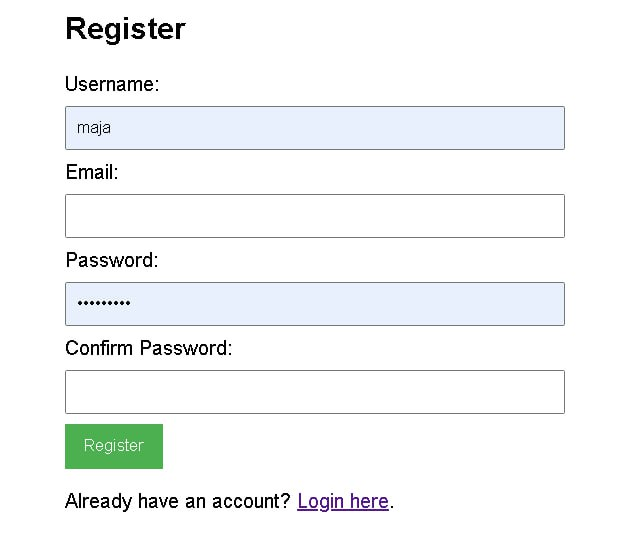 Register
Username:
maja
Email:
Password:
•••••••••
Confirm Password:
Register
Already have an account? Login here.